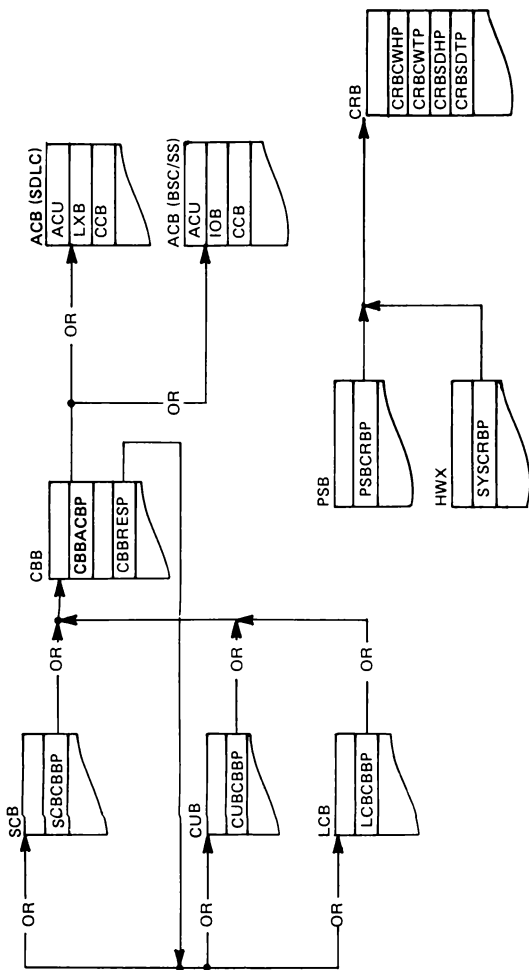 SCB
SCBCBBP
OR
OR
CUB
CUBCBBP
OR
OR
LCB
LCBCBBP
OR
OR
CBB
CBBACBP
CBBRESP
OR
OR
ACB (SDLC)
ACU
LXB
CCB
ACB (BSC/SS)
ACU
IOB
CCB
PSB
PSBCRBP
HWX
SYSCRBP
CRB
CRBCWHP
CRBCWTP
CRBSDHP
CRBSDTP